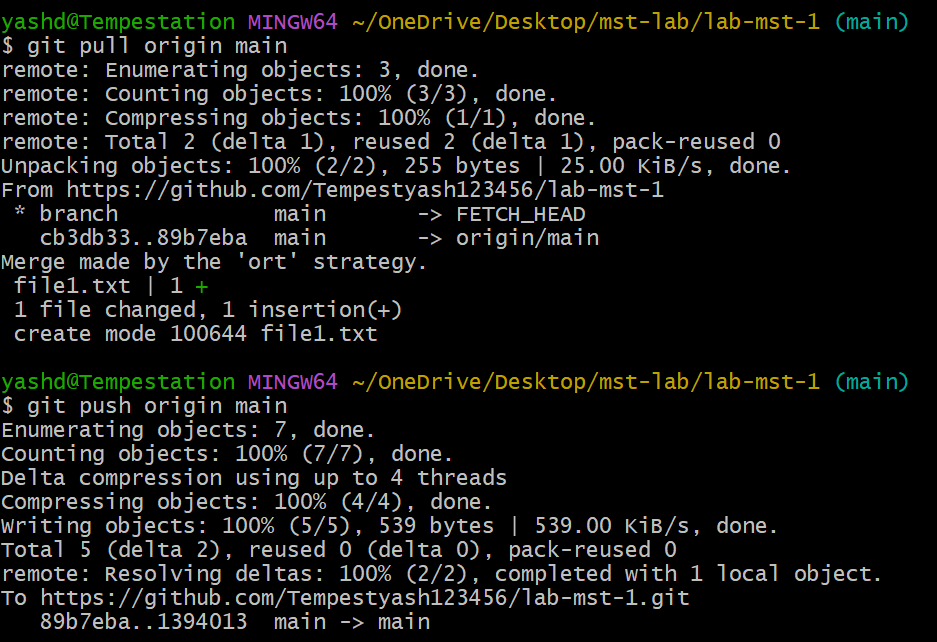 yashd@Tempestation MINGW64 ~/OneDrive/Desktop/mst-lab/lab-mst-1 (main)
$ git pull origin main
remote: Enumerating objects: 3, done.
remote: Counting objects: 100% (3/3), done.
remote: Compressing objects: 100% (1/1), done.
remote: Total 2 (delta 1), reused 2 (delta 1), pack-reused 0
Unpacking objects: 100% (2/2), 255 bytes | 25.00 KiB/s, done.
From https://github.com/Tempestyash123456/lab-mst-1
 * branch            main       -> FETCH_HEAD
   cb3db33..89b7eba  main       -> origin/main
Merge made by the 'ort' strategy.
 file1.txt | 1 +
 1 file changed, 1 insertion(+)
 create mode 100644 file1.txt

yashd@Tempestation MINGW64 ~/OneDrive/Desktop/mst-lab/lab-mst-1 (main)
$ git push origin main
Enumerating objects: 7, done.
Counting objects: 100% (7/7), done.
Delta compression using up to 4 threads
Compressing objects: 100% (4/4), done.
Writing objects: 100% (5/5), 539 bytes | 539.00 KiB/s, done.
Total 5 (delta 2), reused 0 (delta 0), pack-reused 0
remote: Resolving deltas: 100% (2/2), completed with 1 local object.
To https://github.com/Tempestyash123456/lab-mst-1.git
   89b7eba..1394013  main -> main